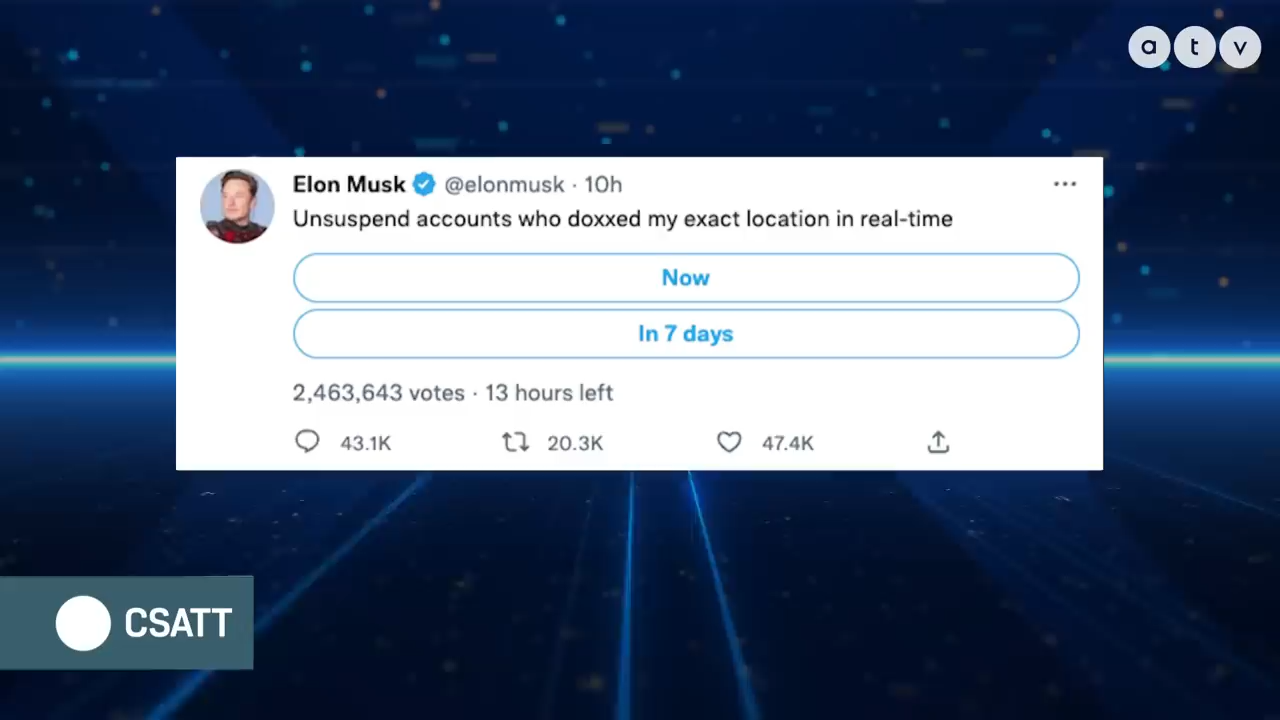 a t v
Elon Musk @elonmusk · 10h
Unsuspend accounts who doxxed my exact location in real-time
Now
In 7 days
2,463,643 votes · 13 hours left
43.1K 20.3K 47.4K
CSATT